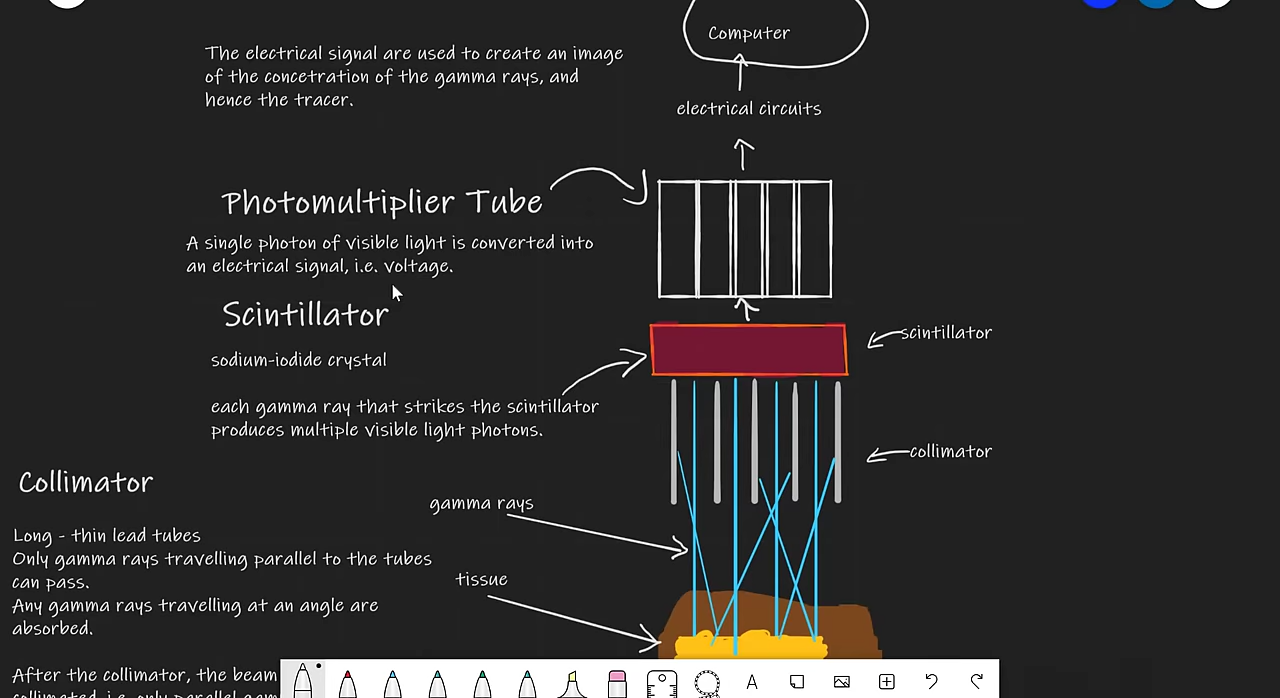 Computer
The electrical signal are used to create an image
of the concetration of the gamma rays, and
hence the tracer.
electrical circuits
Photomultiplier Tube
A single photon of visible light is converted into
an electrical signal, i.e. voltage.
Scintillator
scintillator
sodium-iodide crystal
each gamma ray that strikes the scintillator
produces multiple visible light photons.
collimator
Collimator
gamma rays
Long - thin lead tubes
Only gamma rays travelling parallel to the tubes
can pass.
tissue
Any gamma rays travelling at an angle are
absorbed.
After the collimator, the beam
collimated, i.e. only parallel gam
A